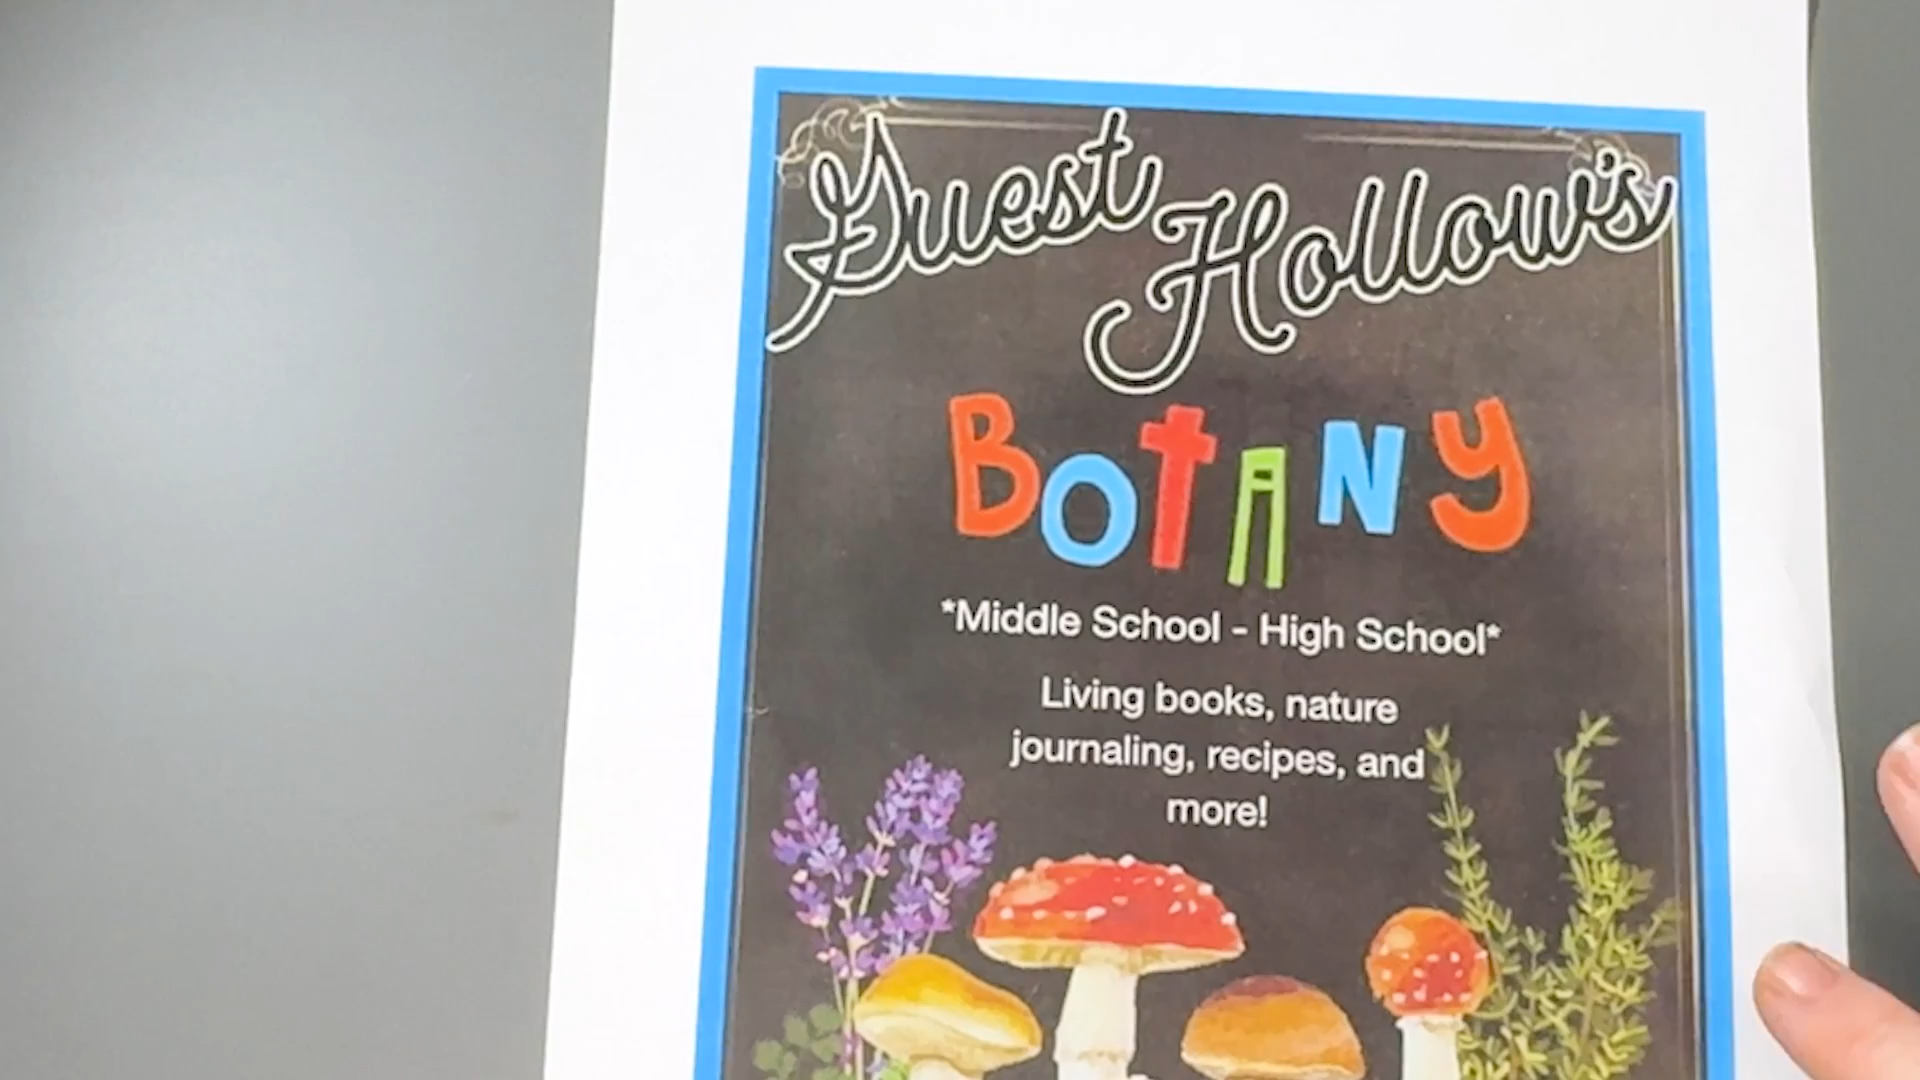 Guest Hollow's
BOTANY
*Middle School - High School*
Living books, nature
journaling, recipes, and
more!